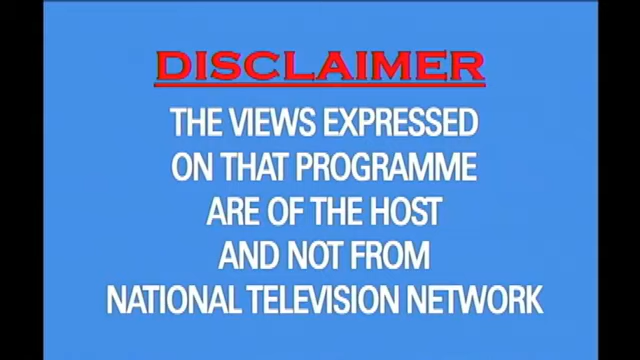 DISCLAIMER
THE VIEWS EXPRESSED
ON THAT PROGRAMME
ARE OF THE HOST
AND NOT FROM
NATIONAL TELEVISION NETWORK